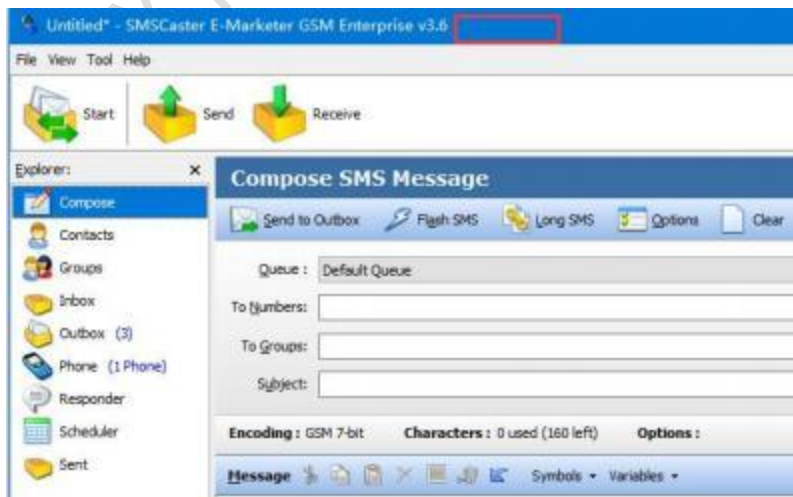 Untitled* - SMSCaster E-Marketer GSM Enterprise v3.6
File View Tool Help
Start Send Receive
Explorer:
Compose
Contacts
Groups
Inbox
Outbox (3)
Phone (1 Phone)
Responder
Scheduler
Sent
Compose SMS Message
Send to Outbox Flash SMS Long SMS Options Clear
Queue : Default Queue
To Numbers:
To Groups:
Subject:
Encoding : GSM 7-bit Characters : 0 used (160 left) Options :
Message Symbols Variables